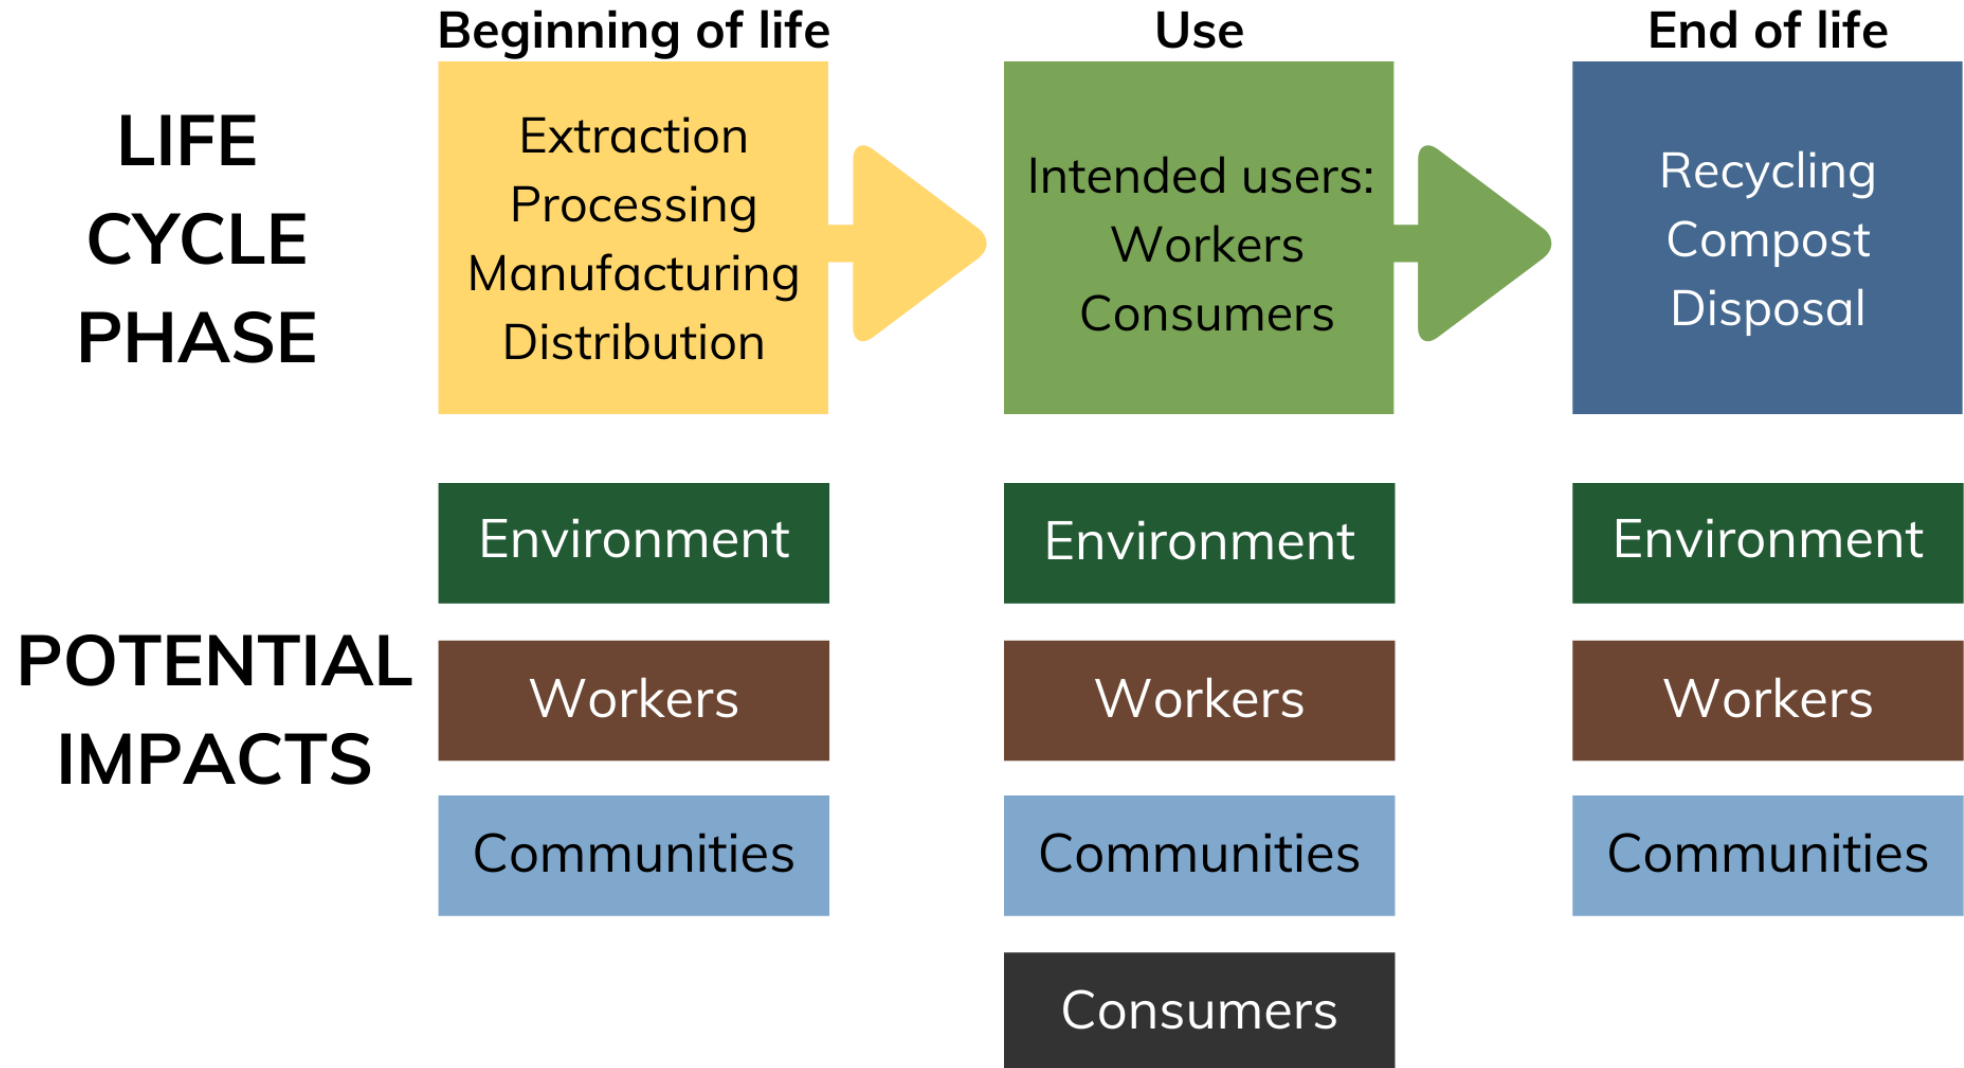 Beginning of life
Use
End of life
LIFE
CYCLE
PHASE
Extraction
Processing
Manufacturing
Distribution
Intended users:
Workers
Consumers
Recycling
Compost
Disposal
POTENTIAL
IMPACTS
Environment
Environment
Environment
Workers
Workers
Workers
Communities
Communities
Communities
Consumers